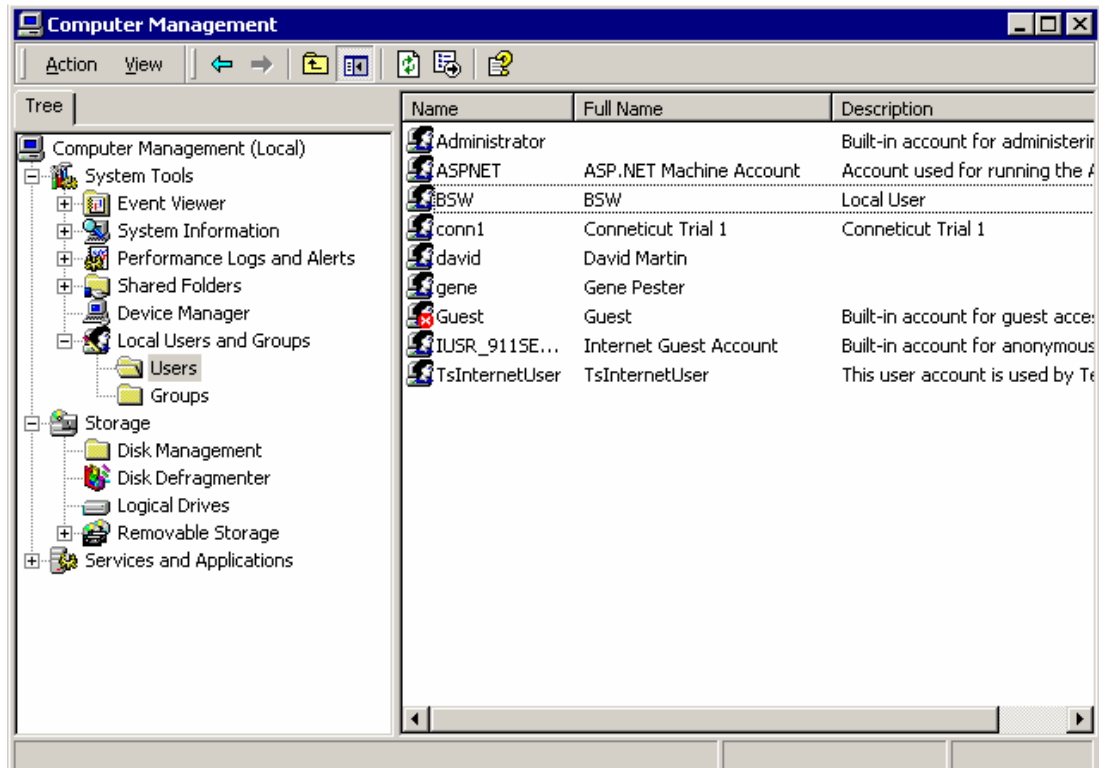 Computer Management
Action View
Tree
Computer Management (Local)
System Tools
Event Viewer
System Information
Performance Logs and Alerts
Shared Folders
Device Manager
Local Users and Groups
Users
Groups
Storage
Disk Management
Disk Defragmenter
Logical Drives
Removable Storage
Services and Applications
Name Full Name Description
Administrator Built-in account for administerin
ASPNET ASP.NET Machine Account Account used for running the A
BSW BSW Local User
conn1 Conneticut Trial 1 Conneticut Trial 1
david David Martin
gene Gene Pester
Guest Guest Built-in account for guest acces
IUSR_911SE... Internet Guest Account Built-in account for anonymous
TsInternetUser TsInternetUser This user account is used by Te